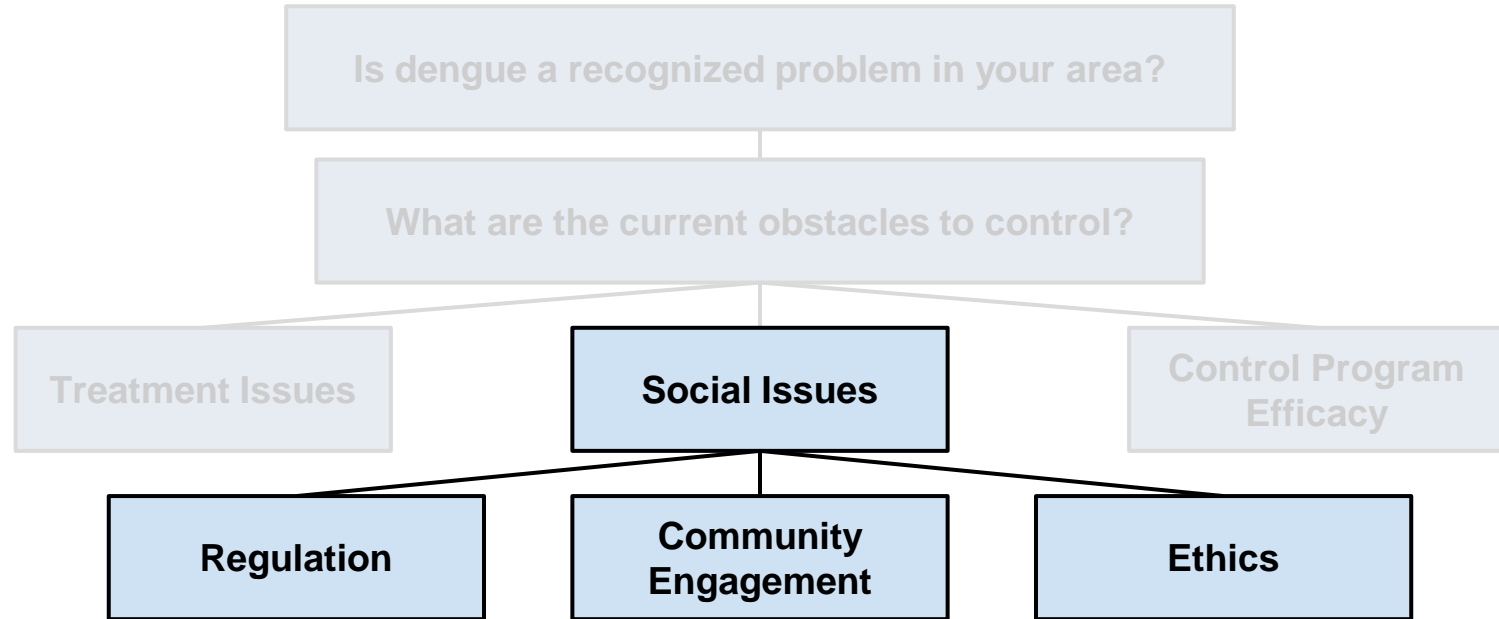 Is dengue a recognized problem in your area?
What are the current obstacles to control?
Treatment Issues
Social Issues
Control Program
Efficacy
Regulation
Community
Engagement
Ethics